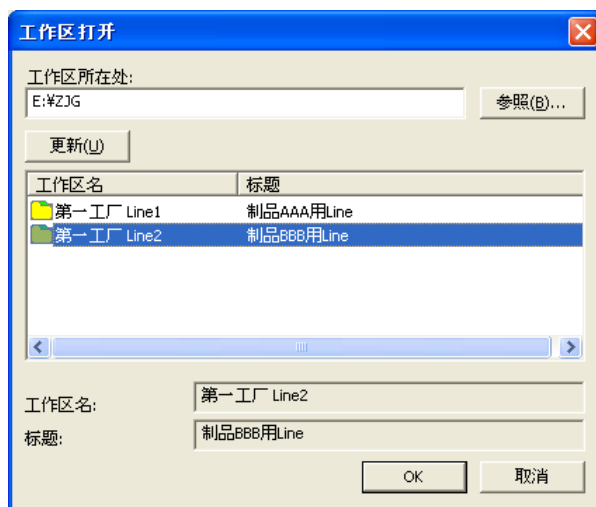 工作区打开
工作区所在处:
E:¥ZJG
参照(B)...
更新(U)
工作区名 标题
第一工厂 Line1 制品AAA用Line
第一工厂 Line2 制品BBB用Line
工作区名: 第一工厂 Line2
标题: 制品BBB用Line
OK 取消